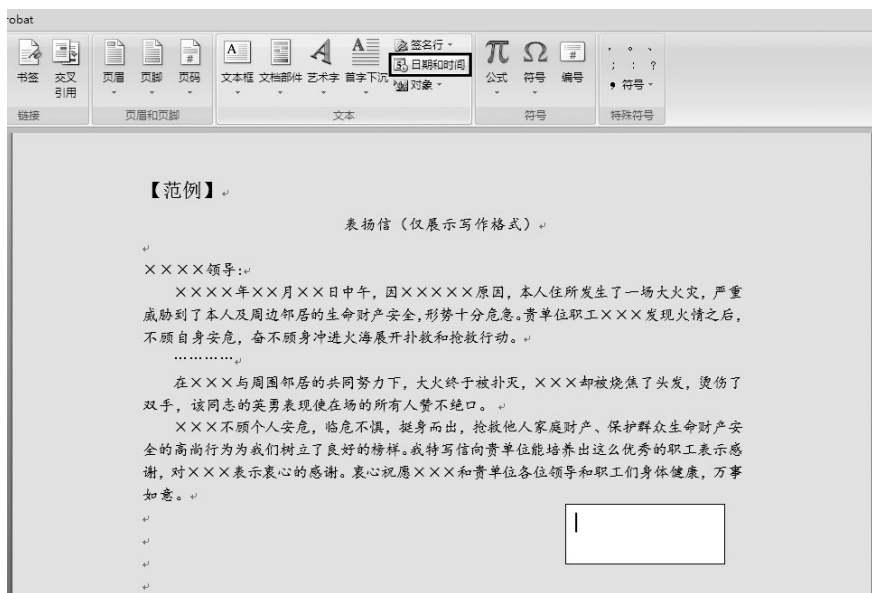 robat
签名行
日期和时间
对象
书签 交叉引用 页眉 页脚 页码 文本框 文档部件 艺术字 首字下沉 公式 符号 编号 符号
链接 页眉和页脚 文本 符号 特殊符号
【范例】
表扬信（仅展示写作格式）
××××领导：
××××年××月××日中午，因×××××原因，本人住所发生了一场大火灾，严重
威胁到了本人及周边邻居的生命财产安全，形势十分危急。贵单位职工×××发现火情之后，
不顾自身安危，奋不顾身冲进火海展开扑救和抢救行动。
…………
在×××与周围邻居的共同努力下，大火终于被扑灭，×××却被烧焦了头发，烫伤了
双手，该同志的英勇表现使在场的所有人赞不绝口。
×××不顾个人安危，临危不惧，挺身而出，抢救他人家庭财产、保护群众生命财产安
全的高尚行为为我们树立了良好的榜样。我特写信向贵单位能培养出这么优秀的职工表示感
谢，对×××表示衷心的感谢。衷心祝愿×××和贵单位各位领导和职工们身体健康，万事
如意。